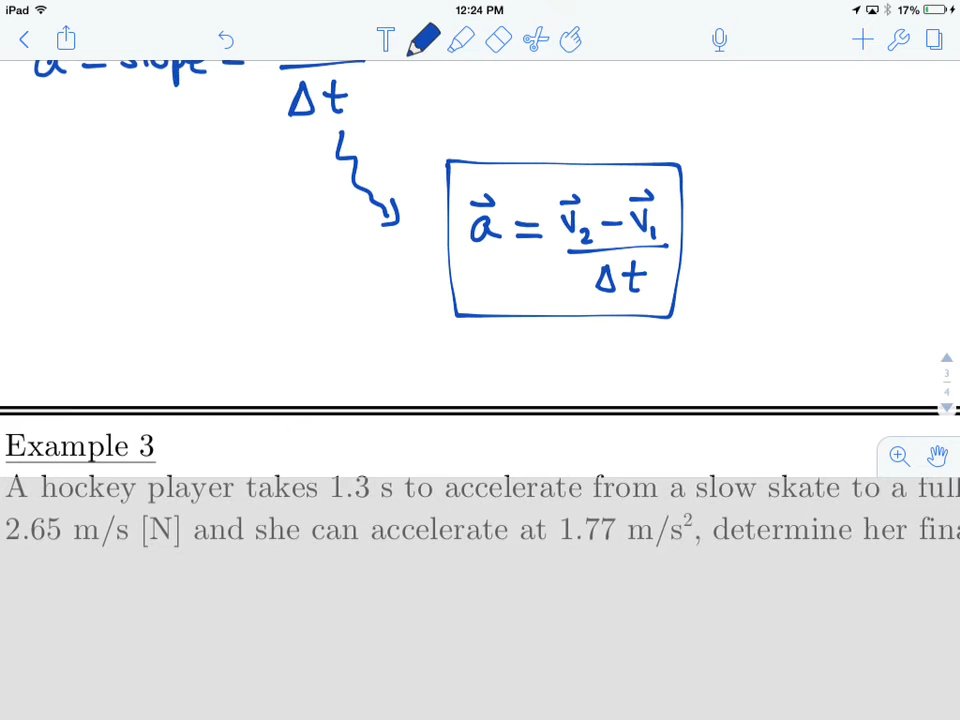 iPad 12:24 PM 17%
T
a = slope =
Δt
a⃗ = v⃗₂ − v⃗₁
Δt
3
4
Example 3
A hockey player takes 1.3 s to accelerate from a slow skate to a full
2.65 m/s [N] and she can accelerate at 1.77 m/s², determine her fina